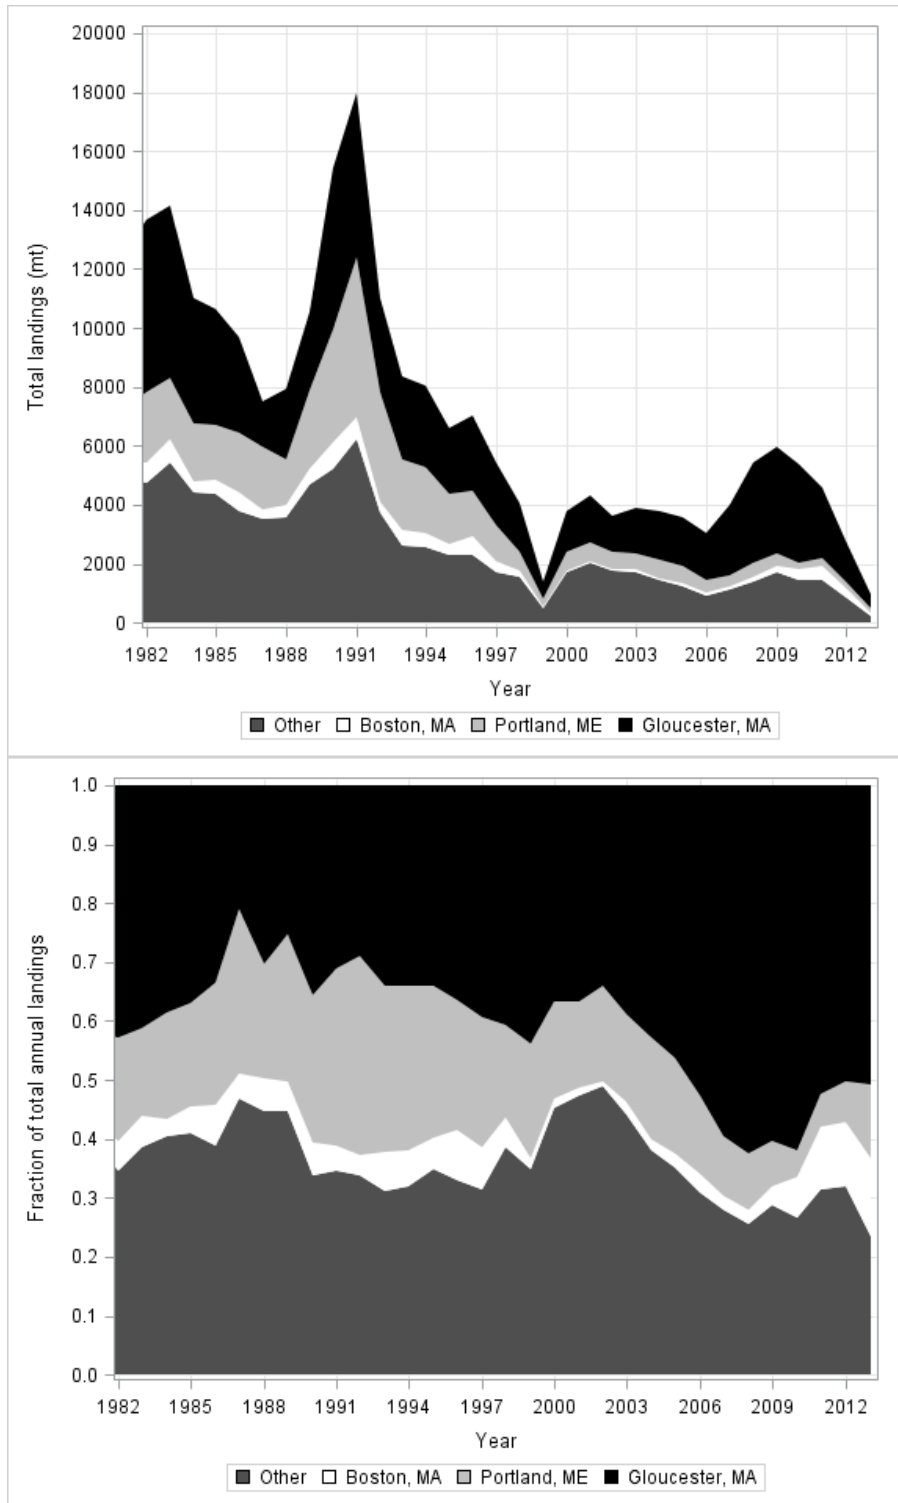 20000
18000
16000
14000
12000
10000
8000
6000
4000
2000
0
Total landings (mt)
1982 1985 1988 1991 1994 1997 2000 2003 2006 2009 2012
Year
Other Boston, MA Portland, ME Gloucester, MA
1.0
0.9
0.8
0.7
0.6
0.5
0.4
0.3
0.2
0.1
0.0
Fraction of total annual landings
1982 1985 1988 1991 1994 1997 2000 2003 2006 2009 2012
Year
Other Boston, MA Portland, ME Gloucester, MA